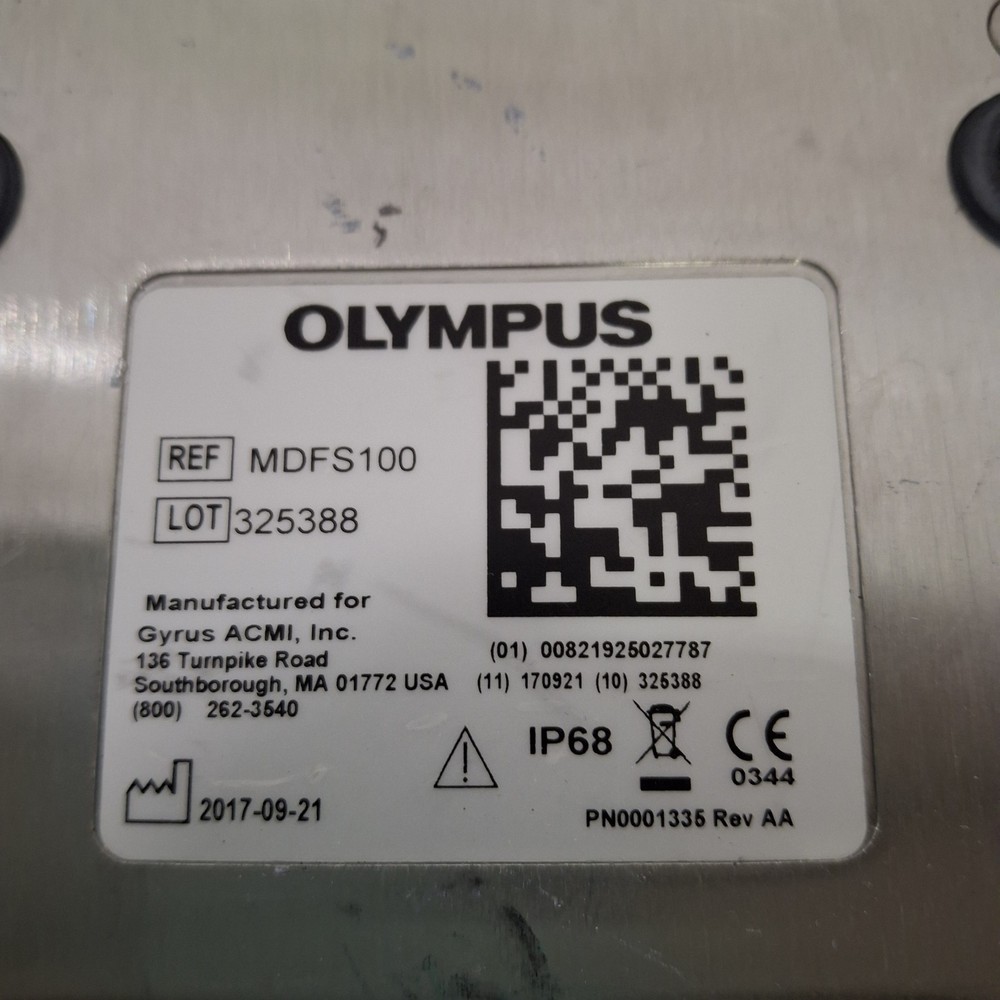 OLYMPUS
REF MDFS100
LOT 325388
Manufactured for
Gyrus ACMI, Inc.
136 Turnpike Road
Southborough, MA 01772 USA
(800) 262-3540
(01) 00821925027787
(11) 170921 (10) 325388
IP68
CE
0344
2017-09-21
PN0001335 Rev AA